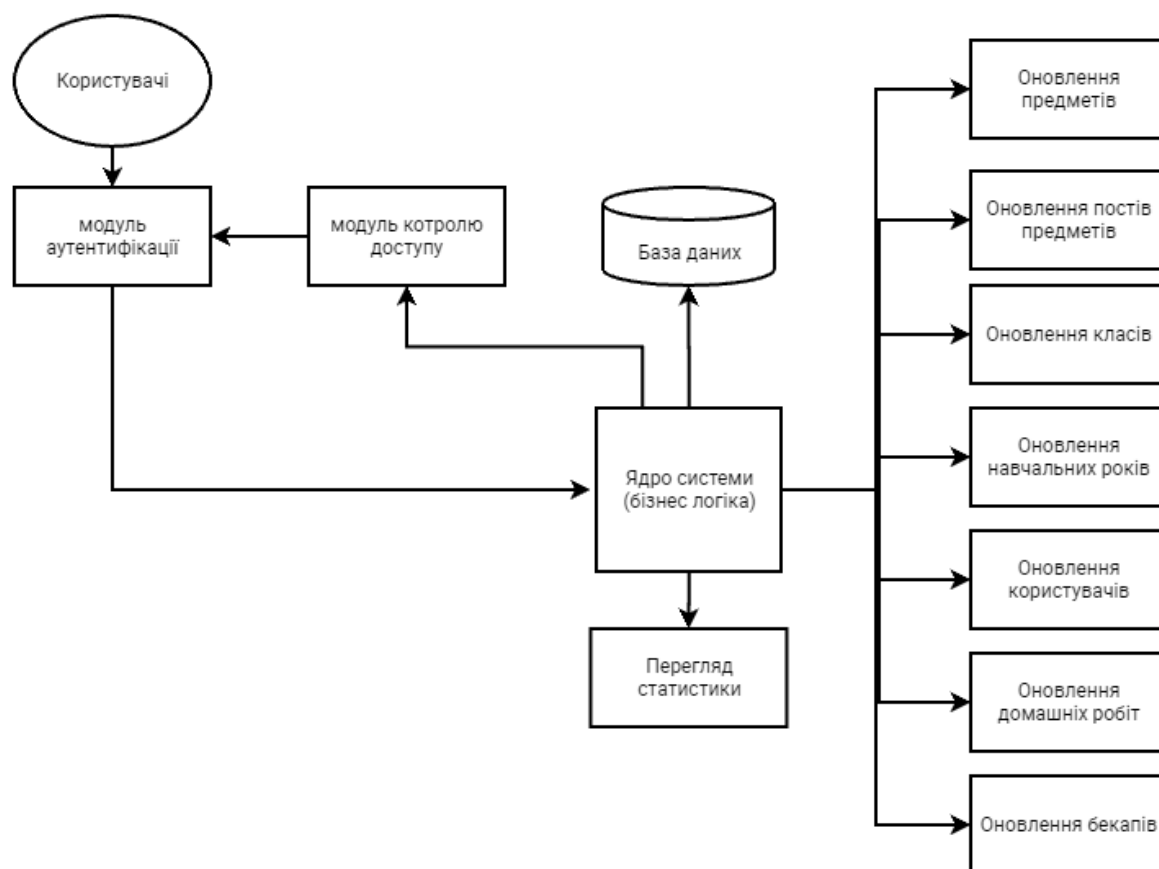 Користувачі
модуль
аутентифікації
модуль котролю
доступу
База даних
Ядро системи
(бізнес логіка)
Перегляд
статистики
Оновлення
предметів
Оновлення постів
предметів
Оновлення класів
Оновлення
навчальних років
Оновлення
користувачів
Оновлення
домашніх робіт
Оновлення бекапів